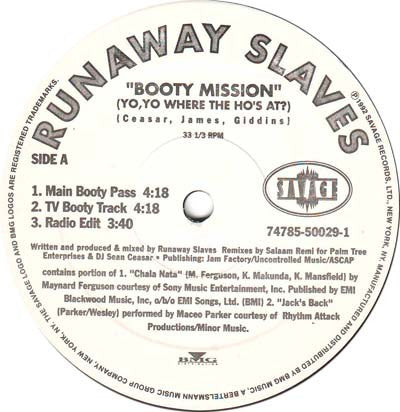 RUNAWAY SLAVES
"BOOTY MISSION"
(YO,YO WHERE THE HO'S AT?)
(Ceasar, James, Giddins)
33 1/3 RPM
SIDE A
SAVAGE
1. Main Booty Pass 4:18
2. TV Booty Track 4:18
3. Radio Edit 3:40
74785-50029-1
Written and produced & mixed by Runaway Slaves Remixes by Salaam Remi for Palm Tree
Enterprises & DJ Sean Ceasar • Publishing: Jam Factory/Uncontrolled Music/ASCAP
contains portion of 1. "Chala Nata" (M. Ferguson, K. Makunda, K. Mansfield) by
Maynard Ferguson courtesy of Sony Music Entertainment, Inc. Published by EMI
Blackwood Music, Inc, o/b/o EMI Songs, Ltd. (BMI) 2. "Jack's Back"
(Parker/Wesley) performed by Maceo Parker courtesy of Rhythm Attack
Productions/Minor Music.
BMG
℗1992 SAVAGE RECORDS, LTD., NEW YORK, NY. MANUFACTURED AND DISTRIBUTED BY BMG MUSIC, A BERTELSMANN MUSIC GROUP COMPANY, NEW YORK, NY. THE SAVAGE LOGO AND BMG LOGOS ARE REGISTERED TRADEMARKS.